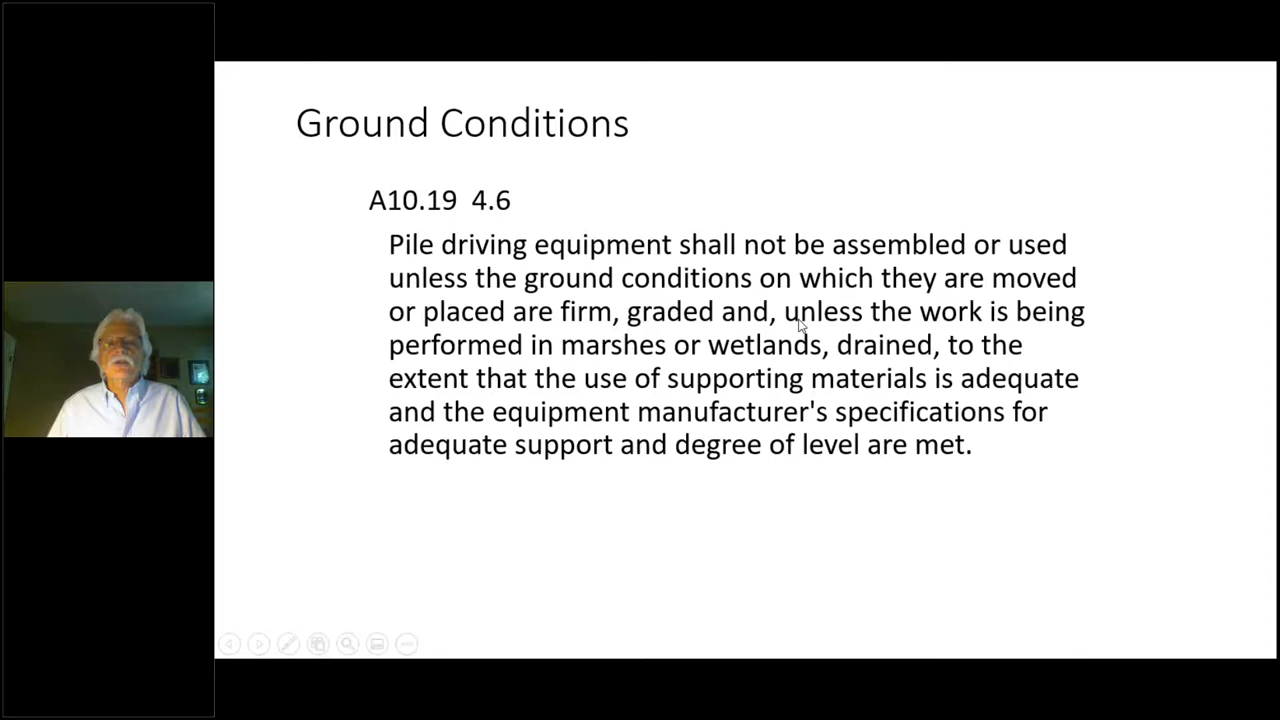 Ground Conditions
A10.19 4.6
Pile driving equipment shall not be assembled or used
unless the ground conditions on which they are moved
or placed are firm, graded and, unless the work is being
performed in marshes or wetlands, drained, to the
extent that the use of supporting materials is adequate
and the equipment manufacturer's specifications for
adequate support and degree of level are met.